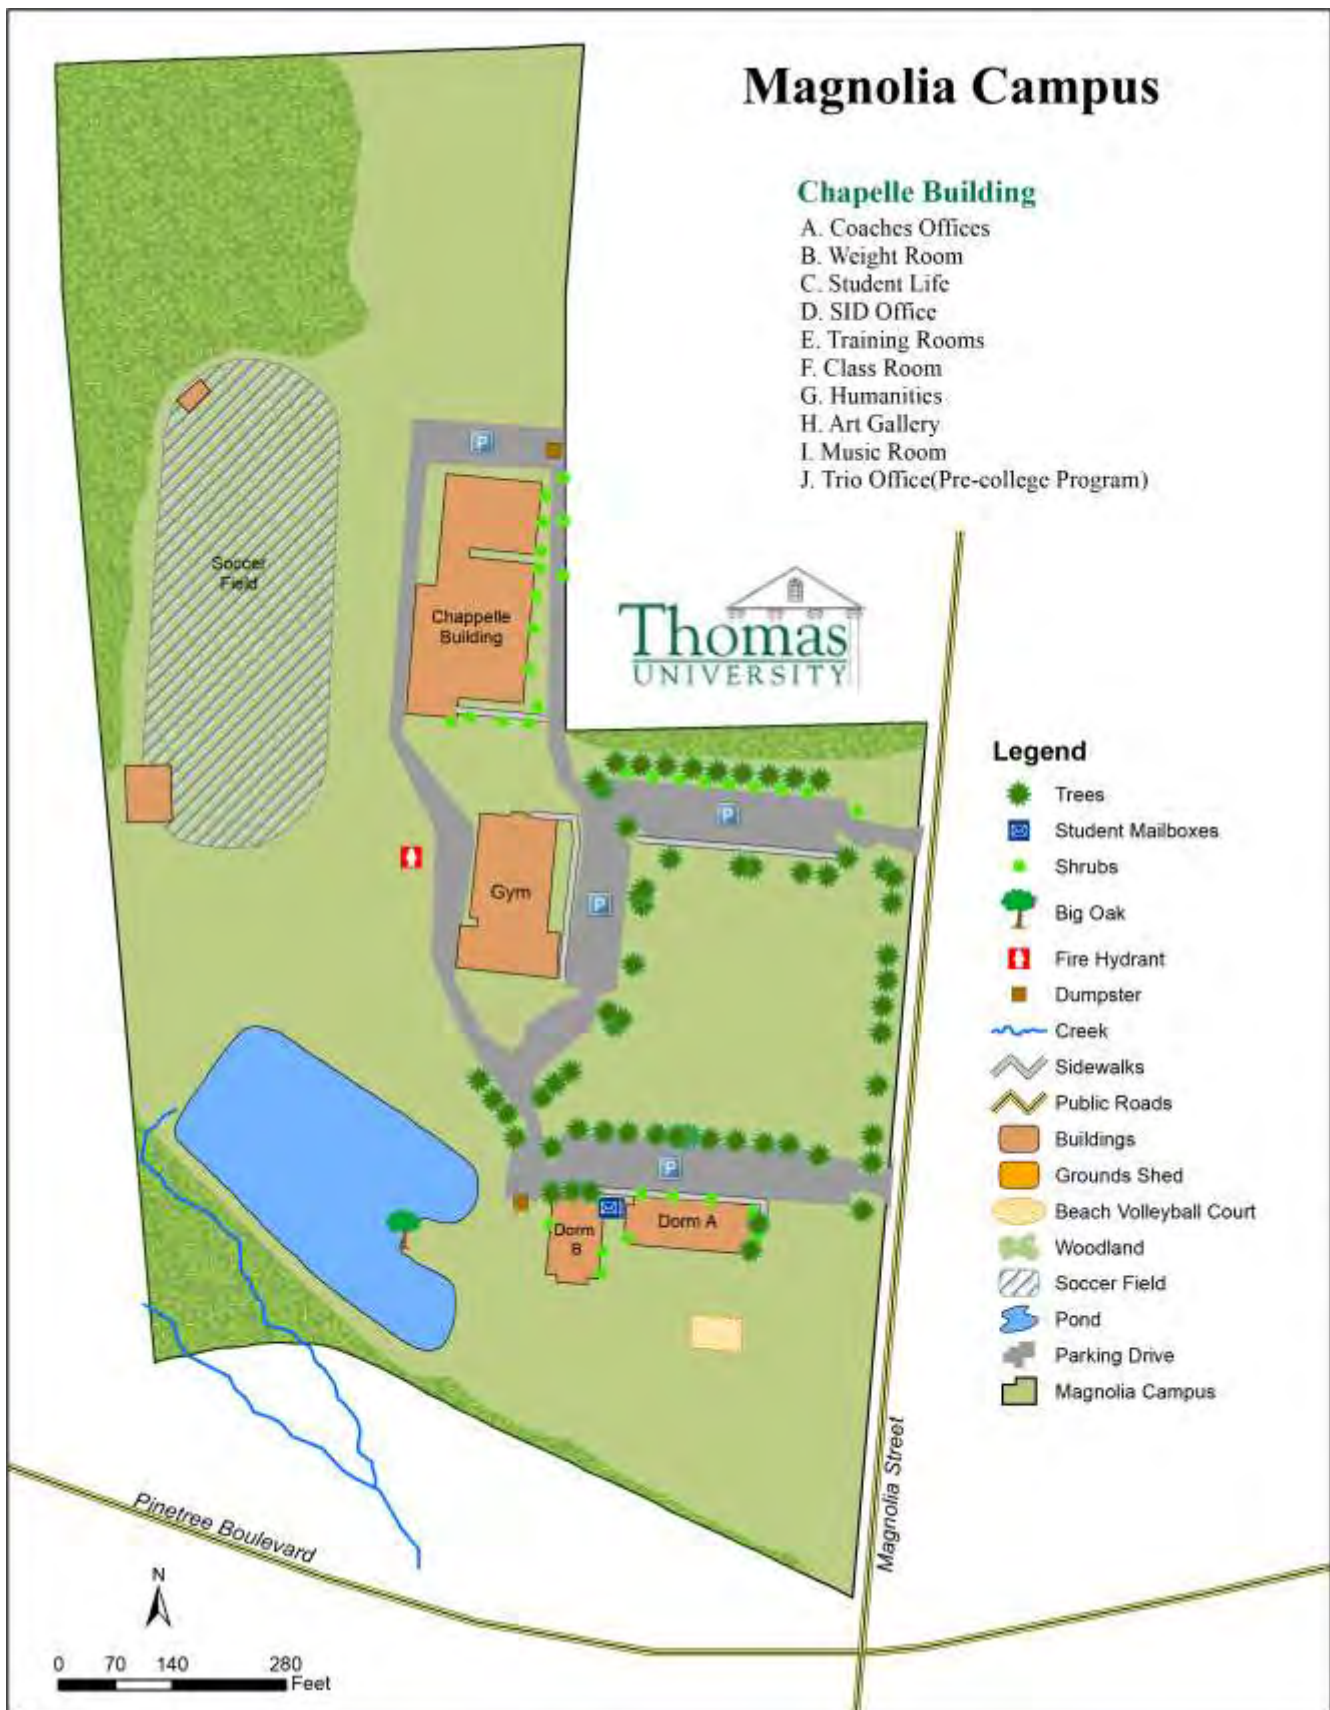 Magnolia Campus
Chapelle Building
A. Coaches Offices
B. Weight Room
C. Student Life
D. SID Office
E. Training Rooms
F. Class Room
G. Humanities
H. Art Gallery
I. Music Room
J. Trio Office(Pre-college Program)
P
Soccer
Field
Chappelle
Building
Thomas
UNIVERSITY
P
Gym
P
P
Dorm A
Dorm
B
Legend
Trees
Student Mailboxes
Shrubs
Big Oak
Fire Hydrant
Dumpster
Creek
Sidewalks
Public Roads
Buildings
Grounds Shed
Beach Volleyball Court
Woodland
Soccer Field
Pond
Parking Drive
Magnolia Campus
Magnolia Street
Pinetree Boulevard
N
0 70 140 280
Feet